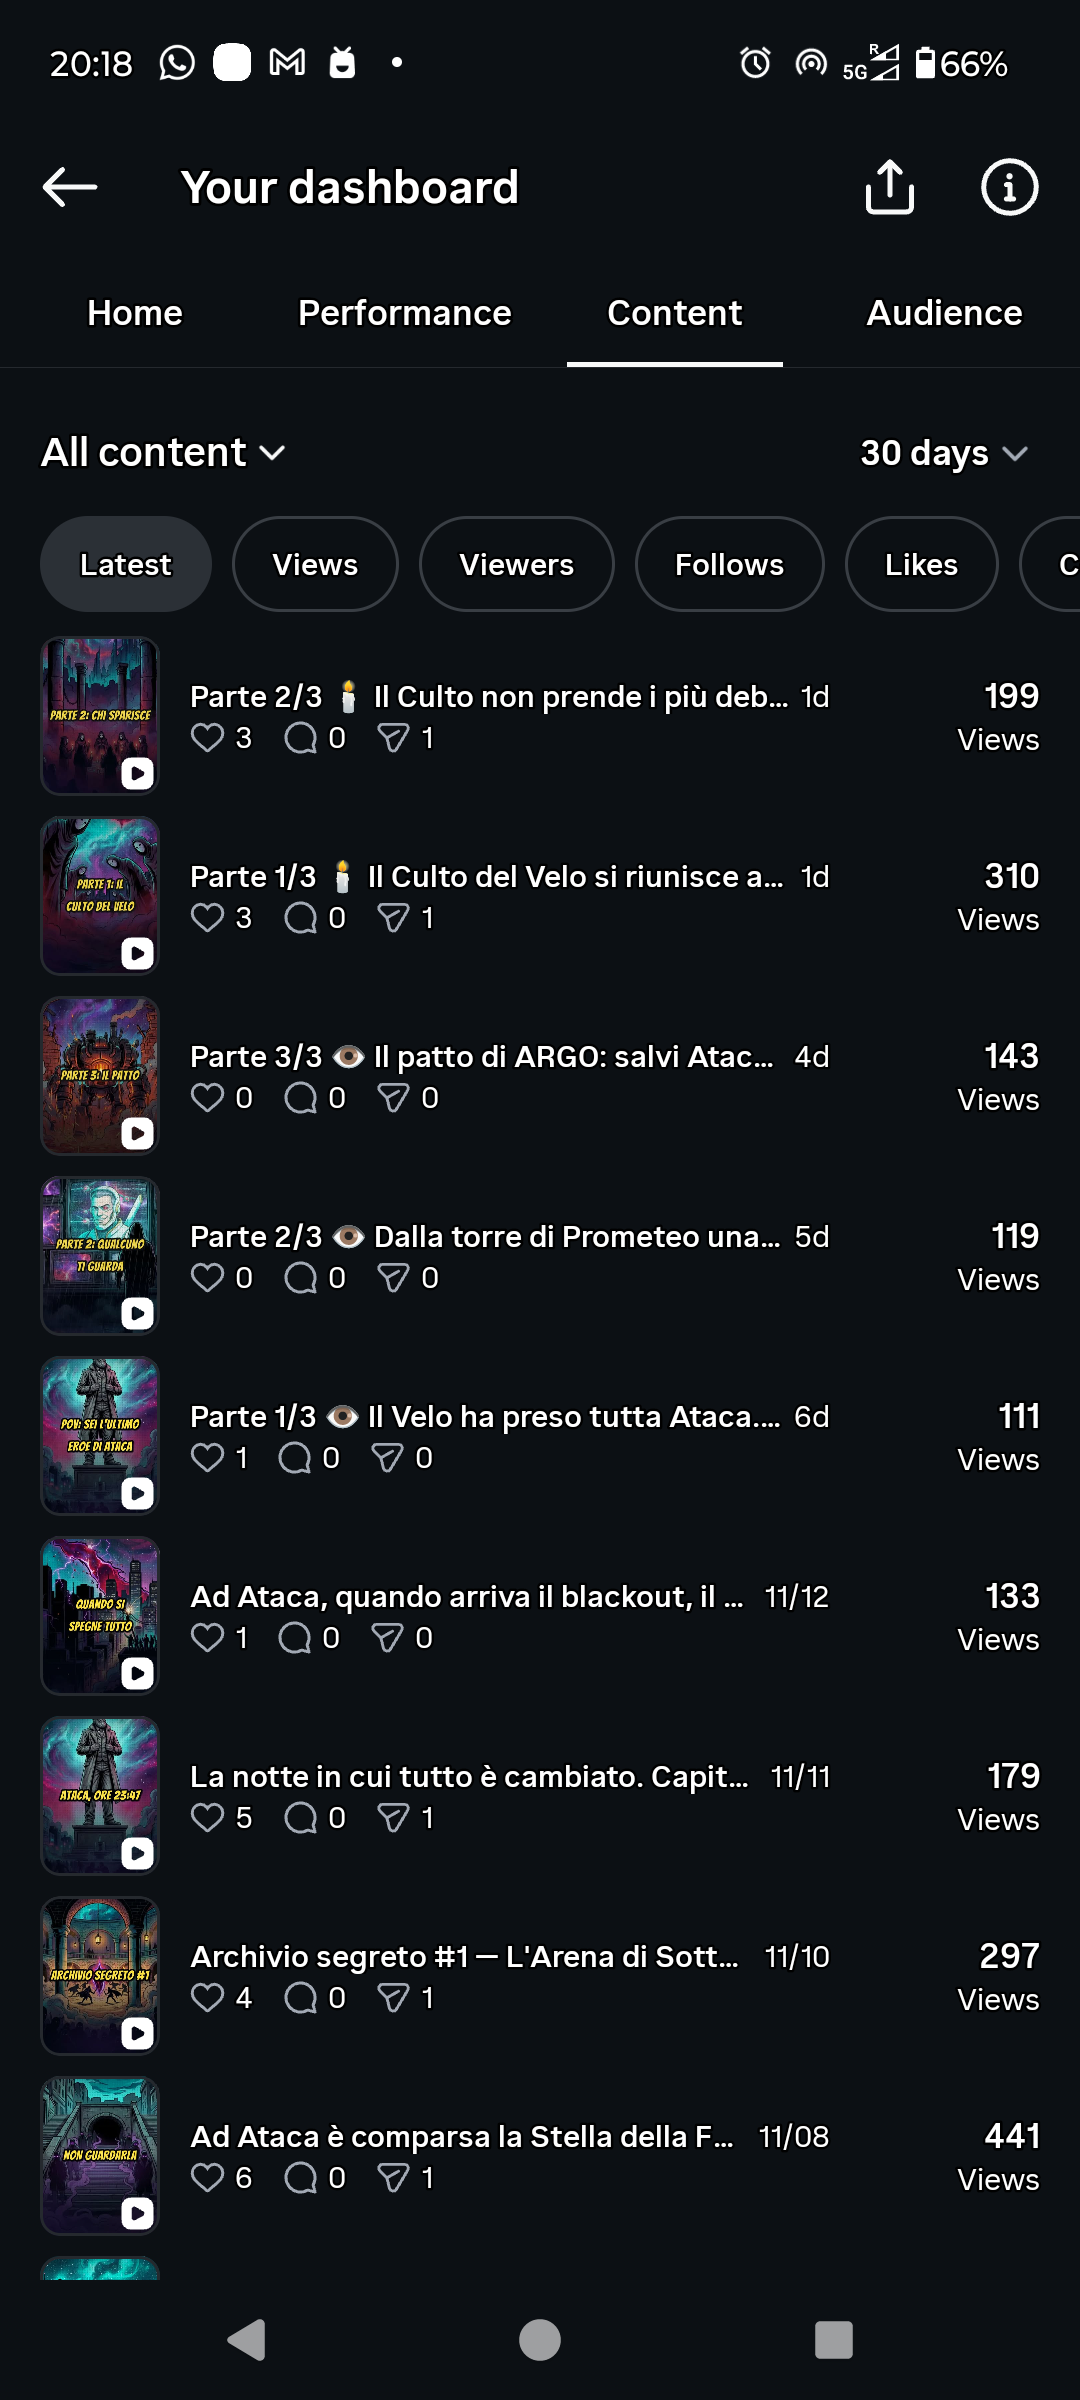 20:18
5G R 66%
Your dashboard
Home Performance Content Audience
All content 30 days
Latest Views Viewers Follows Likes C
PARTE 2: CHI SPARISCE
Parte 2/3 🕯️ Il Culto non prende i più deb... 1d 199
3 0 1 Views
PARTE 1: IL
CULTO DEL VELO
Parte 1/3 🕯️ Il Culto del Velo si riunisce a... 1d 310
3 0 1 Views
PARTE 3: IL PATTO
Parte 3/3 👁️ Il patto di ARGO: salvi Atac... 4d 143
0 0 0 Views
PARTE 2: QUALCUNO
TI GUARDA
Parte 2/3 👁️ Dalla torre di Prometeo una... 5d 119
0 0 0 Views
POV: SEI L'ULTIMO
EROE DI ATACA
Parte 1/3 👁️ Il Velo ha preso tutta Ataca.... 6d 111
1 0 0 Views
QUANDO SI
SPEGNE TUTTO
Ad Ataca, quando arriva il blackout, il ... 11/12 133
1 0 0 Views
ATACA, ORE 23:47
La notte in cui tutto è cambiato. Capit... 11/11 179
5 0 1 Views
ARCHIVIO SEGRETO #1
Archivio segreto #1 — L'Arena di Sott... 11/10 297
4 0 1 Views
NON GUARDARLA
Ad Ataca è comparsa la Stella della F... 11/08 441
6 0 1 Views